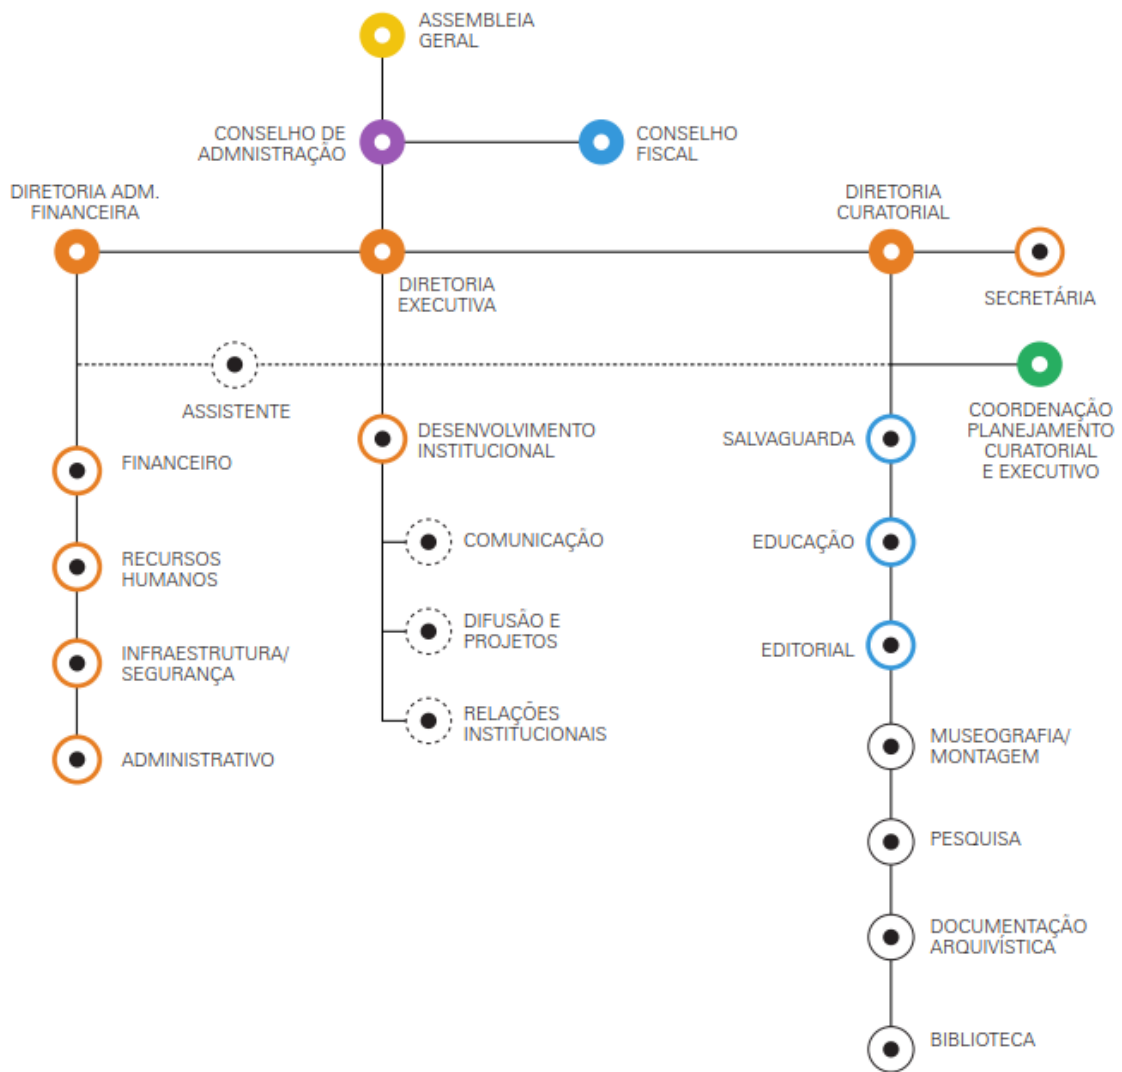 ASSEMBLEIA
GERAL
CONSELHO DE
ADMNISTRAÇÃO
CONSELHO
FISCAL
DIRETORIA ADM.
FINANCEIRA
DIRETORIA
CURATORIAL
DIRETORIA
EXECUTIVA
SECRETÁRIA
ASSISTENTE
COORDENAÇÃO
PLANEJAMENTO
CURATORIAL
E EXECUTIVO
FINANCEIRO
RECURSOS
HUMANOS
INFRAESTRUTURA/
SEGURANÇA
ADMINISTRATIVO
DESENVOLVIMENTO
INSTITUCIONAL
COMUNICAÇÃO
DIFUSÃO E
PROJETOS
RELAÇÕES
INSTITUCIONAIS
SALVAGUARDA
EDUCAÇÃO
EDITORIAL
MUSEOGRAFIA/
MONTAGEM
PESQUISA
DOCUMENTAÇÃO
ARQUIVÍSTICA
BIBLIOTECA